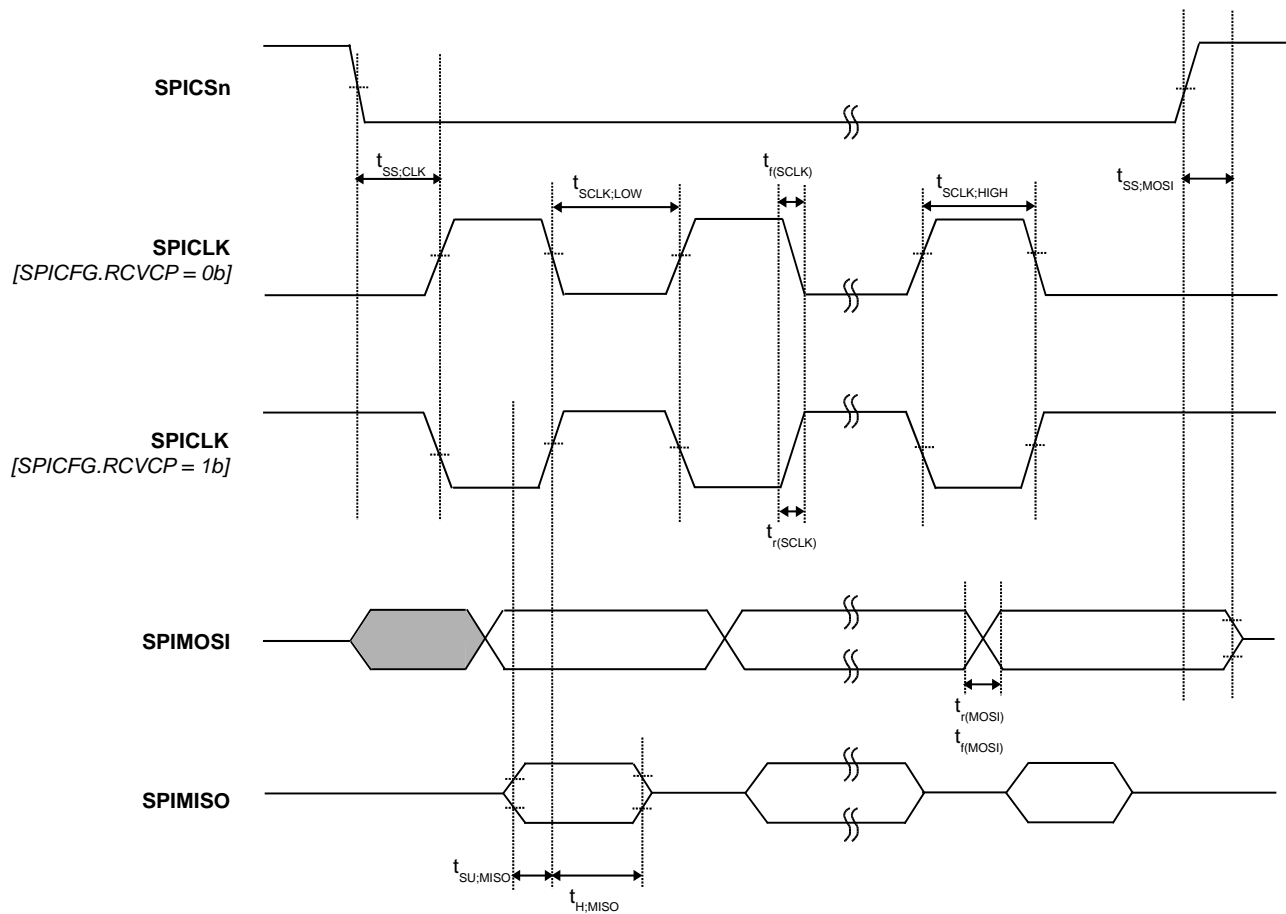 SPICSn
tSS;CLK
tSCLK;LOW
tf(SCLK)
tSCLK;HIGH
tSS;MOSI
SPICLK
[SPICFG.RCVCP = 0b]
SPICLK
[SPICFG.RCVCP = 1b]
tr(SCLK)
SPIMOSI
tr(MOSI)
tf(MOSI)
SPIMISO
tSU;MISO
tH;MISO